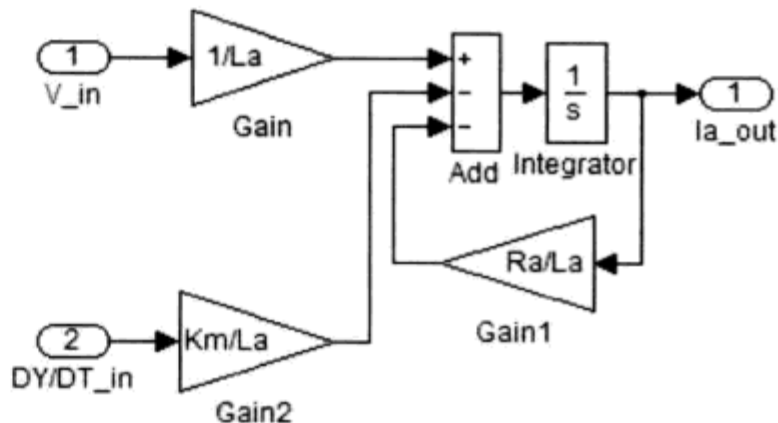 1
V_in
1/La
Gain
+
−
−
Add
1
s
Integrator
1
Ia_out
Ra/La
Gain1
2
DY/DT_in
Km/La
Gain2